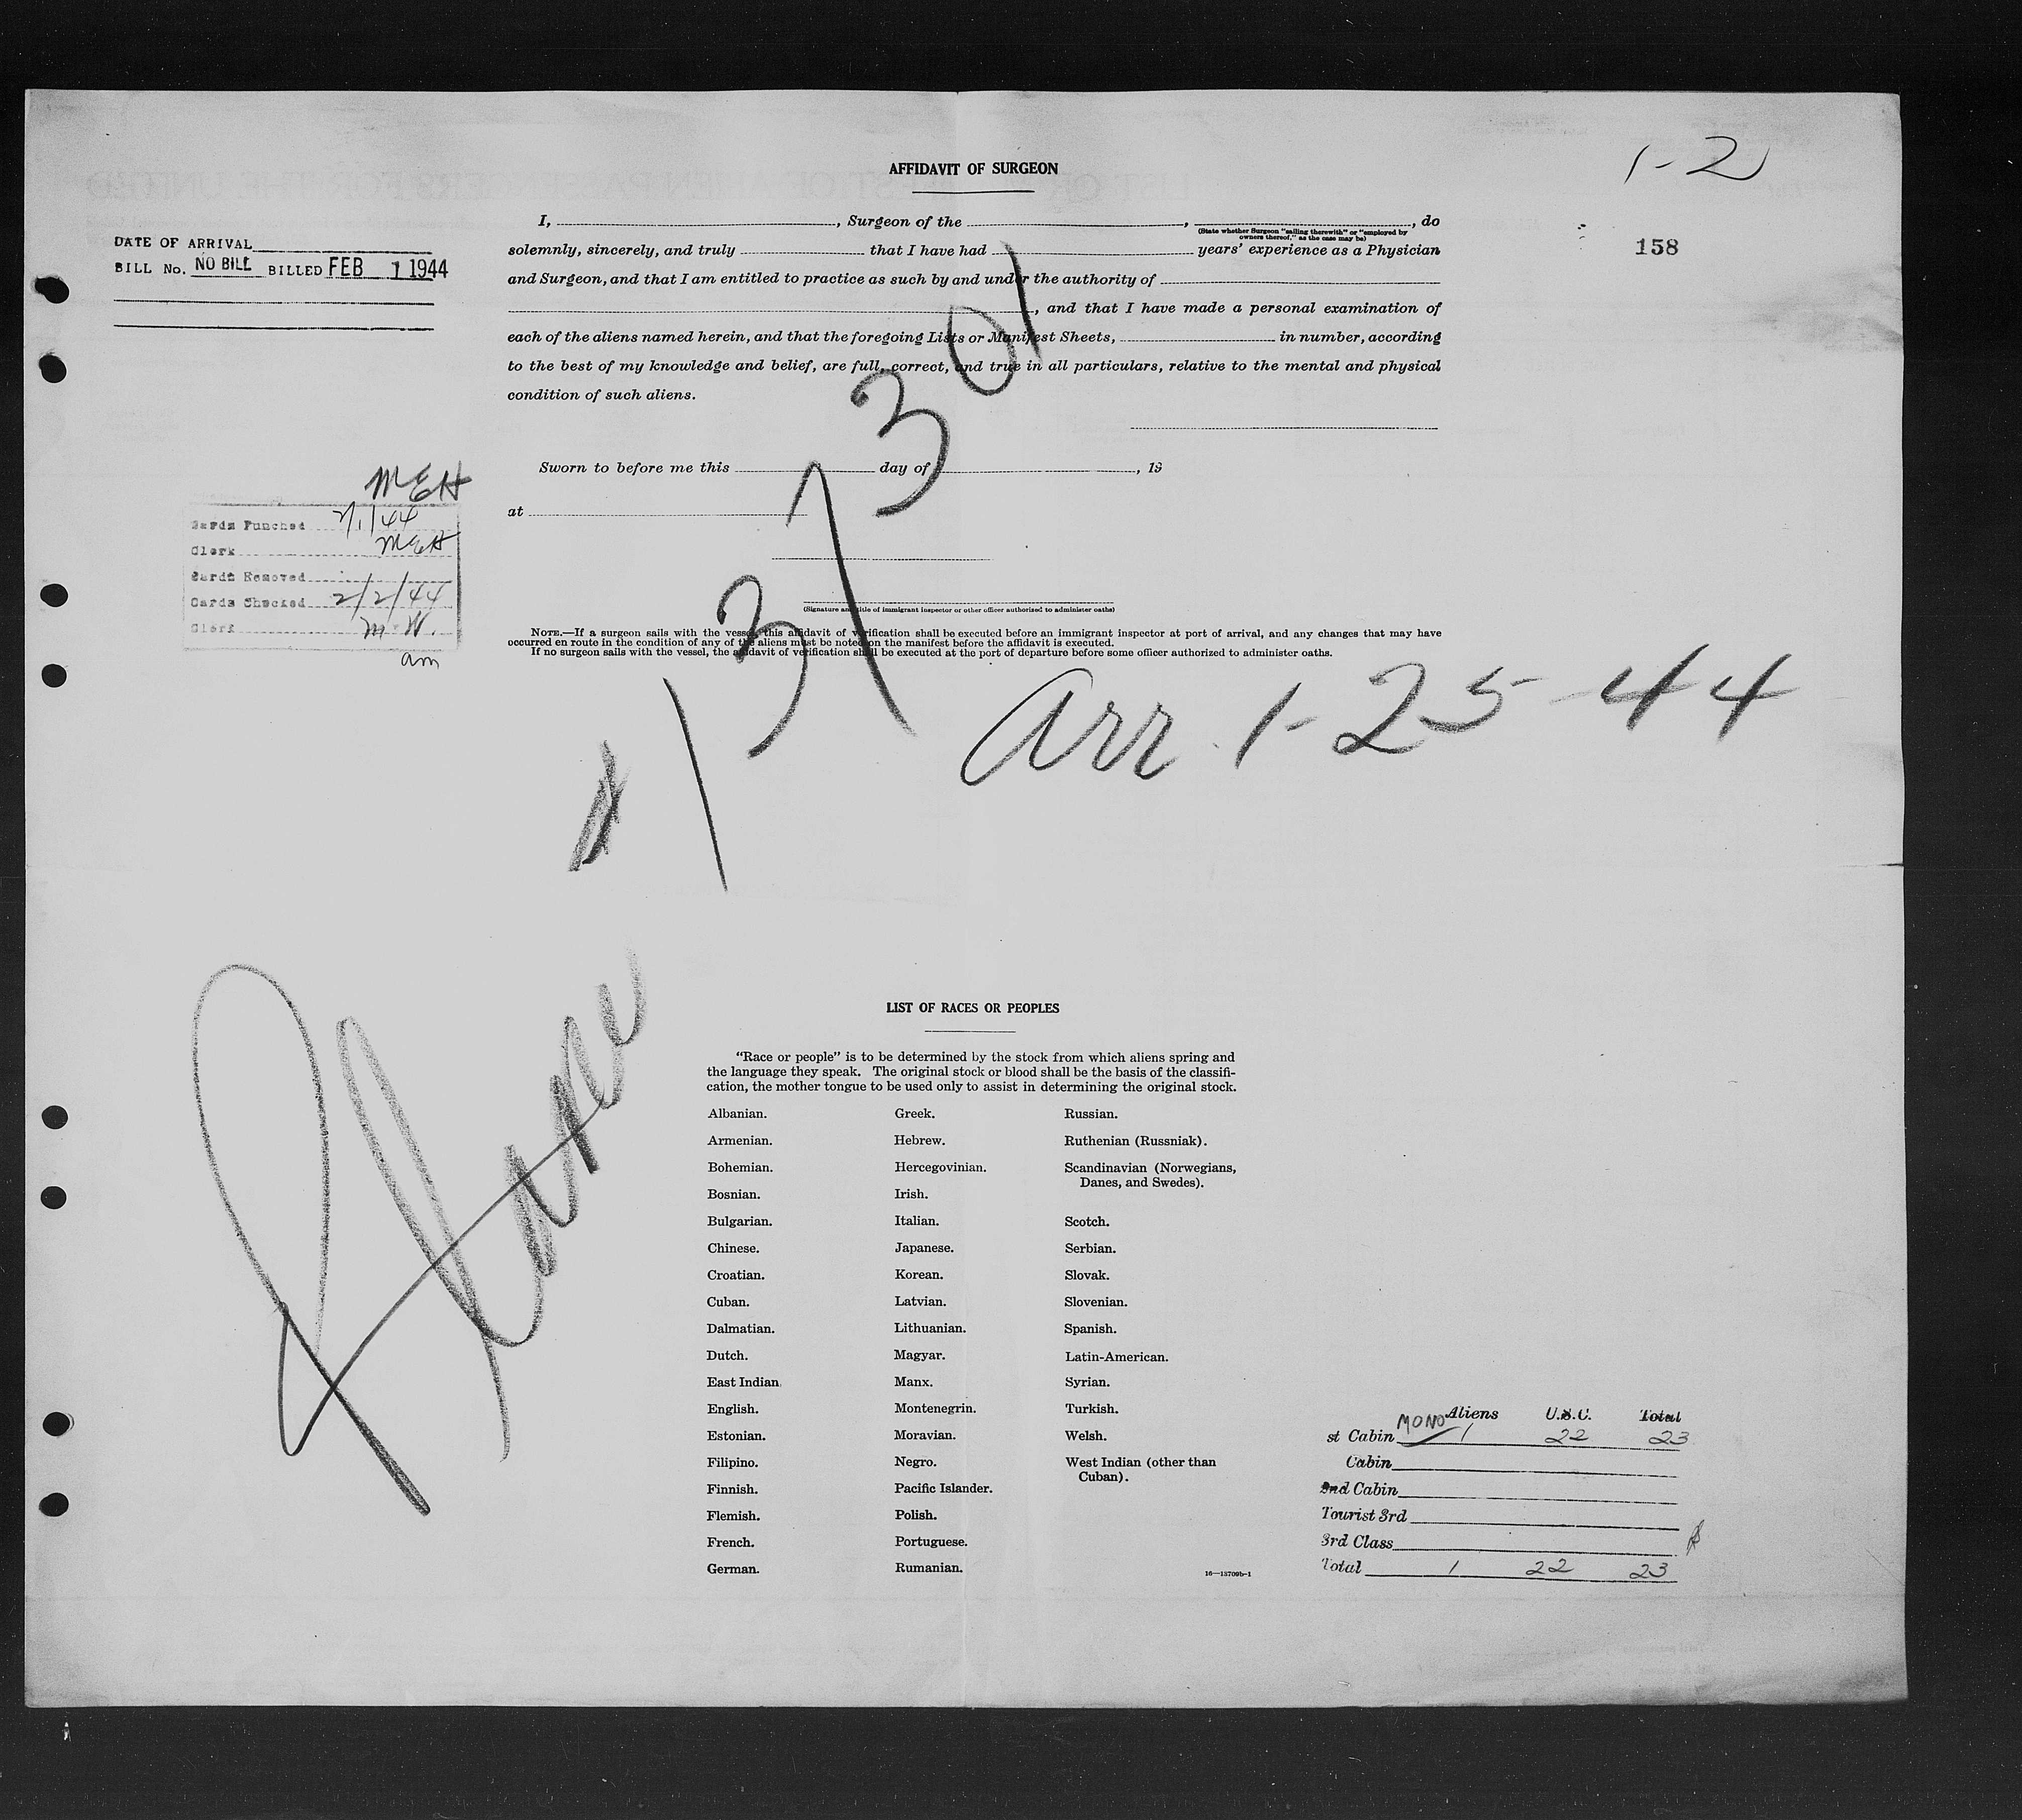 1-2
158
DATE OF ARRIVAL
BILL No. NO BILL BILLED FEB 1 1944
AFFIDAVIT OF SURGEON
I, , Surgeon of the , , do
(State whether Surgeon "sailing therewith" or "employed by
owners thereof," as the case may be)
solemnly, sincerely, and truly that I have had years' experience as a Physician
and Surgeon, and that I am entitled to practice as such by and under the authority of
, and that I have made a personal examination of
each of the aliens named herein, and that the foregoing Lists or Manifest Sheets, in number, according
to the best of my knowledge and belief, are full, correct, and true in all particulars, relative to the mental and physical
condition of such aliens.
Sworn to before me this day of , 19
at
(Signature and title of immigrant inspector or other officer authorized to administer oaths)
NOTE.—If a surgeon sails with the vessel, this affidavit of verification shall be executed before an immigrant inspector at port of arrival, and any changes that may have
occurred en route in the condition of any of the aliens must be noted on the manifest before the affidavit is executed.
If no surgeon sails with the vessel, the affidavit of verification shall be executed at the port of departure before some officer authorized to administer oaths.
MEH
Cards Punched 2/1/44
Clerk MEH
Cards Removed
Cards Checked 2/2/44
Clerk M W.
am
Plane # 137301
arr 1-25-44
LIST OF RACES OR PEOPLES
"Race or people" is to be determined by the stock from which aliens spring and
the language they speak. The original stock or blood shall be the basis of the classifi-
cation, the mother tongue to be used only to assist in determining the original stock.
Albanian.
Armenian.
Bohemian.
Bosnian.
Bulgarian.
Chinese.
Croatian.
Cuban.
Dalmatian.
Dutch.
East Indian
English.
Estonian.
Filipino.
Finnish.
Flemish.
French.
German.
Greek.
Hebrew.
Hercegovinian.
Irish.
Italian.
Japanese.
Korean.
Latvian.
Lithuanian.
Magyar.
Manx.
Montenegrin.
Moravian.
Negro.
Pacific Islander.
Polish.
Portuguese.
Rumanian.
Russian.
Ruthenian (Russniak).
Scandinavian (Norwegians,
Danes, and Swedes).
Scotch.
Serbian.
Slovak.
Slovenian.
Spanish.
Latin-American.
Syrian.
Turkish.
Welsh.
West Indian (other than
Cuban).
16—13709b-1
Aliens U.S.C. Total
st Cabin MONO 1 22 23
Cabin
2nd Cabin
Tourist 3rd
3rd Class
Total 1 22 23